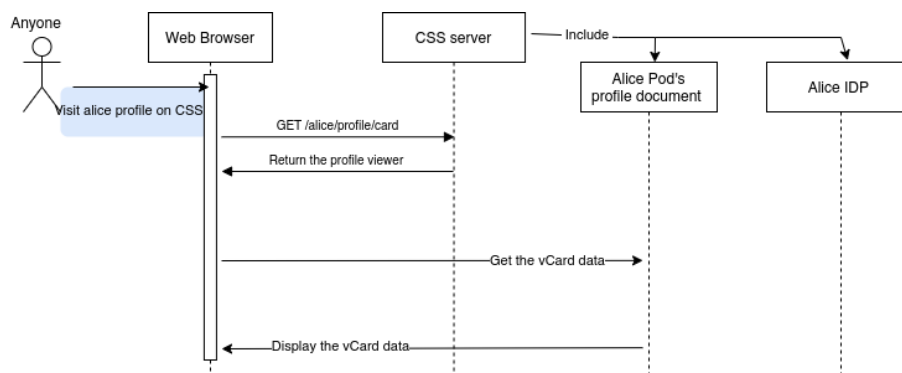 Anyone
Web Browser
CSS server
Include
Alice Pod's
profile document
Alice IDP
Visit alice profile on CSS
GET /alice/profile/card
Return the profile viewer
Get the vCard data
Display the vCard data